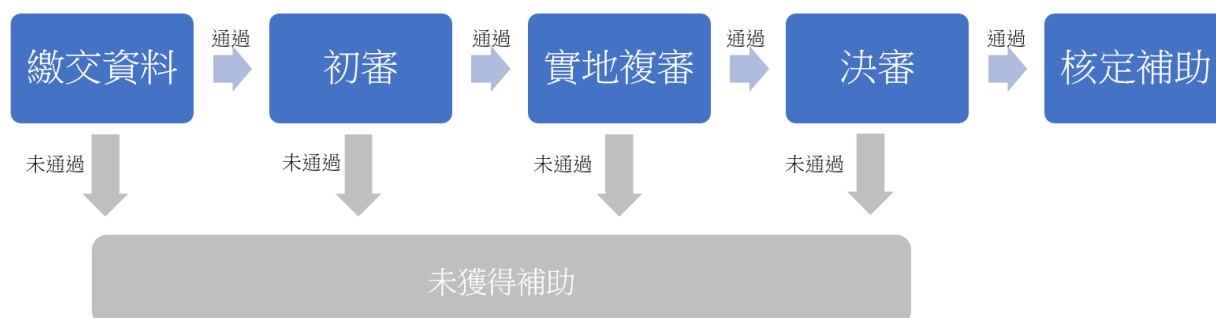 通過 通過 通過 通過
繳交資料 初審 實地複審 決審 核定補助
未通過 未通過 未通過 未通過
未獲得補助